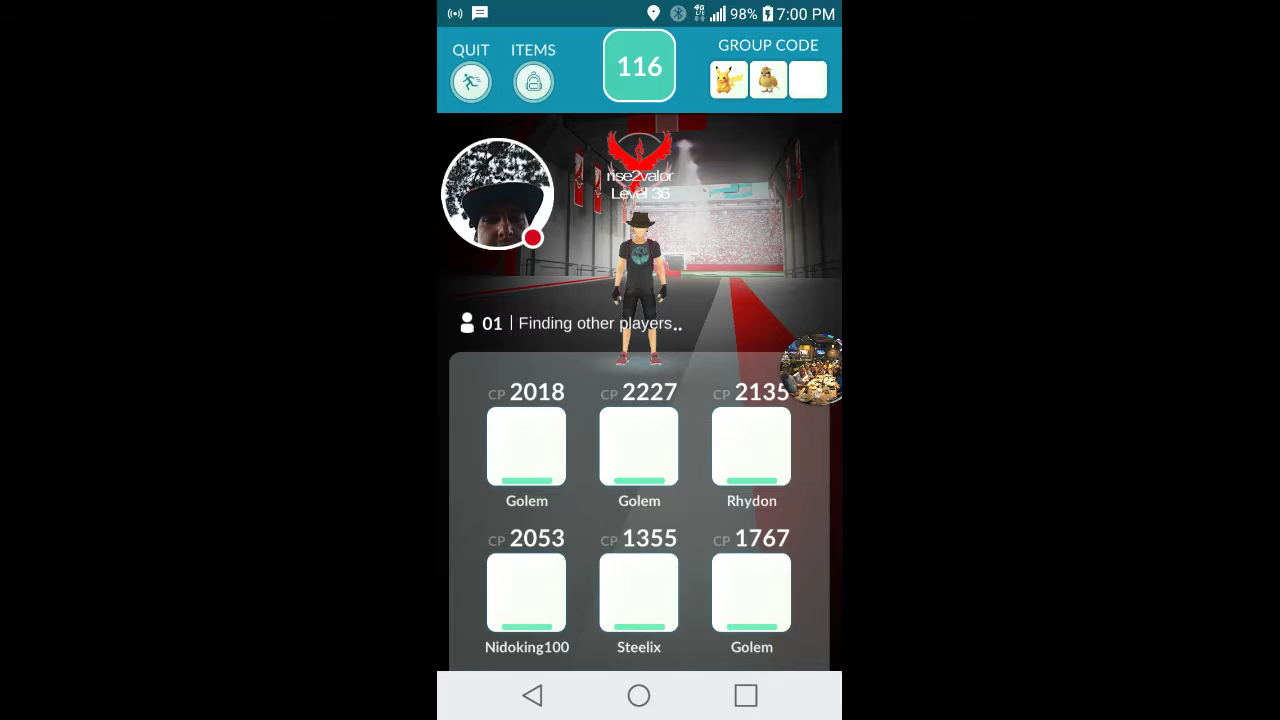 98% 7:00 PM
QUIT ITEMS 116 GROUP CODE
rise2valor
Level 36
01 | Finding other players..
CP 2018 CP 2227 CP 2135
Golem Golem Rhydon
CP 2053 CP 1355 CP 1767
Nidoking100 Steelix Golem